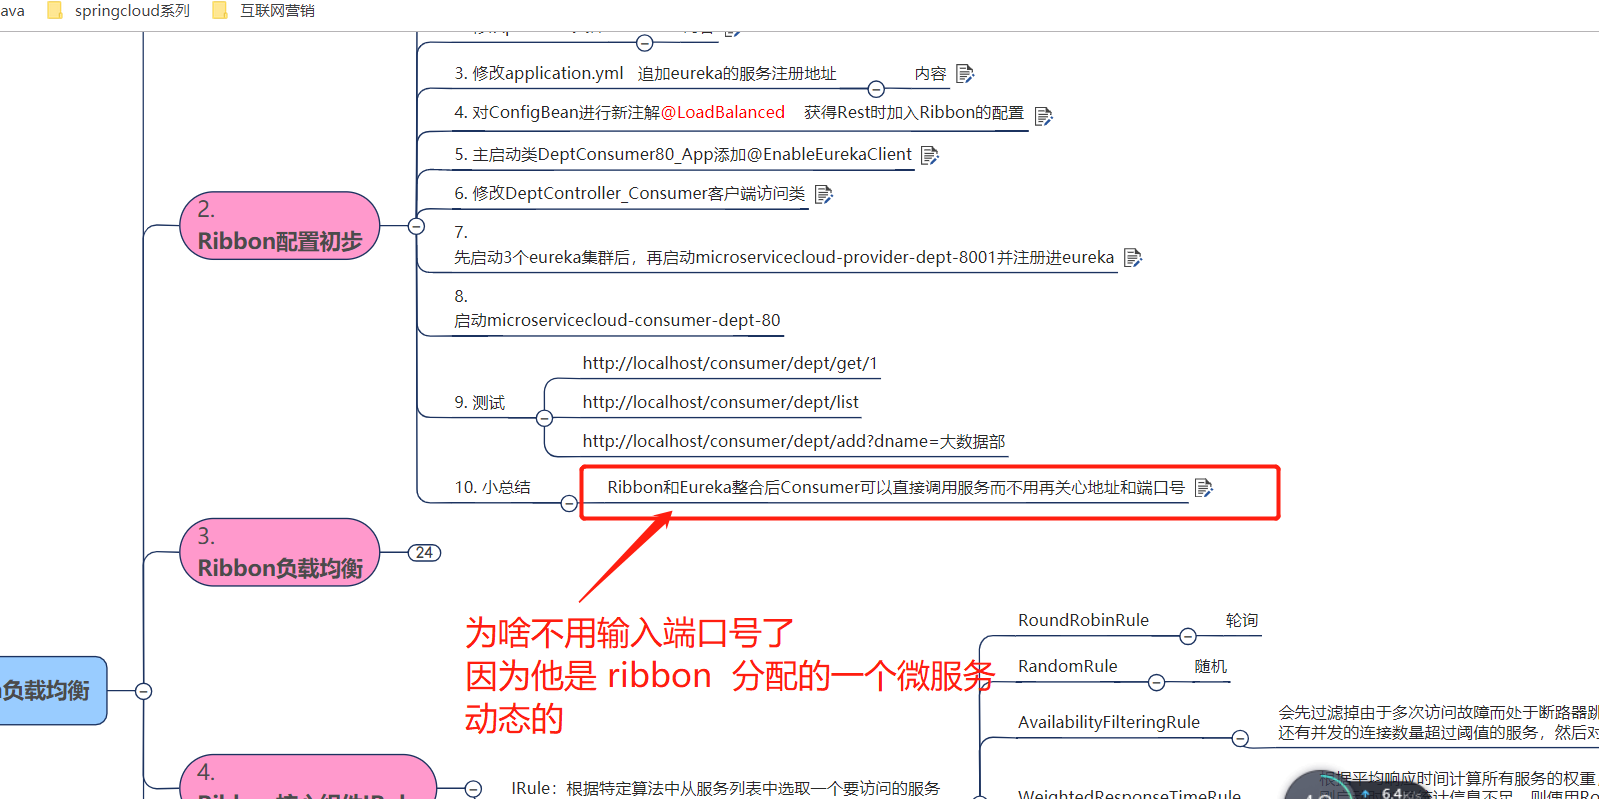 ava springcloud系列 互联网营销
3. 修改application.yml 追加eureka的服务注册地址
内容
4. 对ConfigBean进行新注解@LoadBalanced 获得Rest时加入Ribbon的配置
5. 主启动类DeptConsumer80_App添加@EnableEurekaClient
6. 修改DeptController_Consumer客户端访问类
7.
先启动3个eureka集群后，再启动microservicecloud-provider-dept-8001并注册进eureka
8.
启动microservicecloud-consumer-dept-80
2.
Ribbon配置初步
http://localhost/consumer/dept/get/1
9. 测试
http://localhost/consumer/dept/list
http://localhost/consumer/dept/add?dname=大数据部
10. 小总结
Ribbon和Eureka整合后Consumer可以直接调用服务而不用再关心地址和端口号
3.
Ribbon负载均衡
24
为啥不用输入端口号了
因为他是 ribbon 分配的一个微服务
动态的
负载均衡
RoundRobinRule
轮询
RandomRule
随机
AvailabilityFilteringRule
会先过滤掉由于多次访问故障而处于断路器跳
还有并发的连接数量超过阈值的服务，然后对
4.
IRule：根据特定算法中从服务列表中选取一个要访问的服务
WeightedResponseTimeRule
根据平均响应时间计算所有服务的权重，
6.4K/s